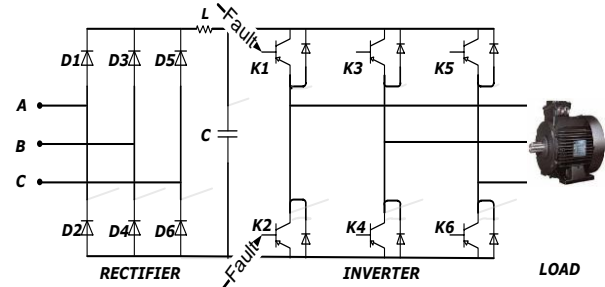 L
Fault
D1 D3 D5
K1 K3 K5
A
B
C
C
D2 D4 D6
K2 K4 K6
Fault
RECTIFIER INVERTER LOAD